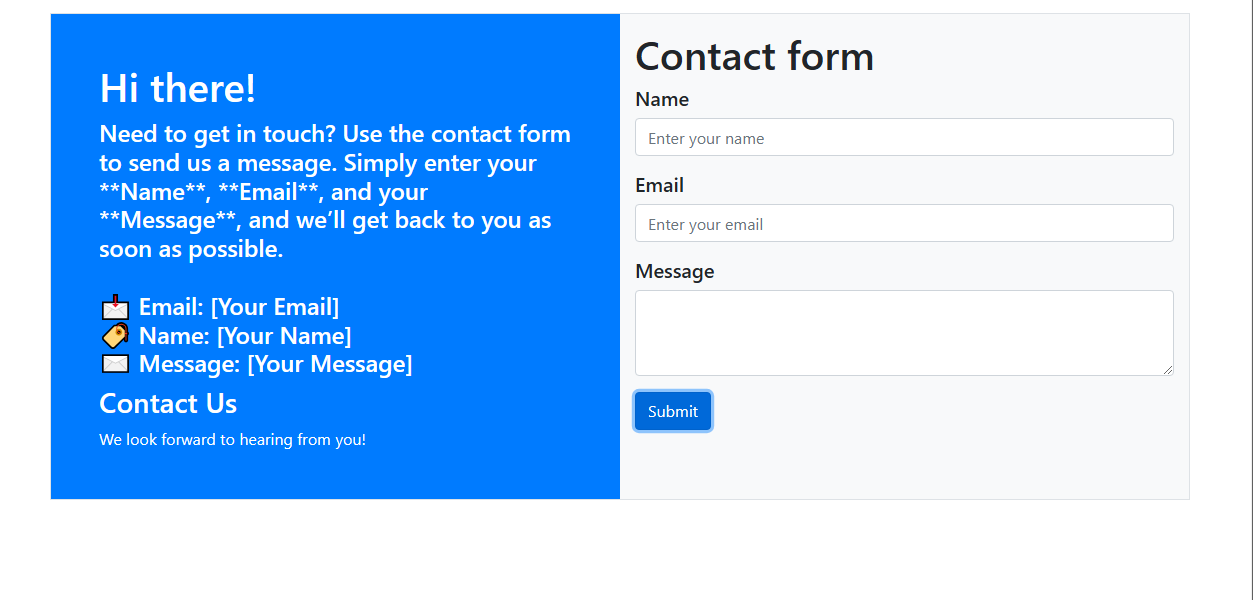 Hi there!
Need to get in touch? Use the contact form
to send us a message. Simply enter your
**Name**, **Email**, and your
**Message**, and we’ll get back to you as
soon as possible.
📩 Email: [Your Email]
🏷️ Name: [Your Name]
✉️ Message: [Your Message]
Contact Us
We look forward to hearing from you!
Contact form
Name
Enter your name
Email
Enter your email
Message
Submit